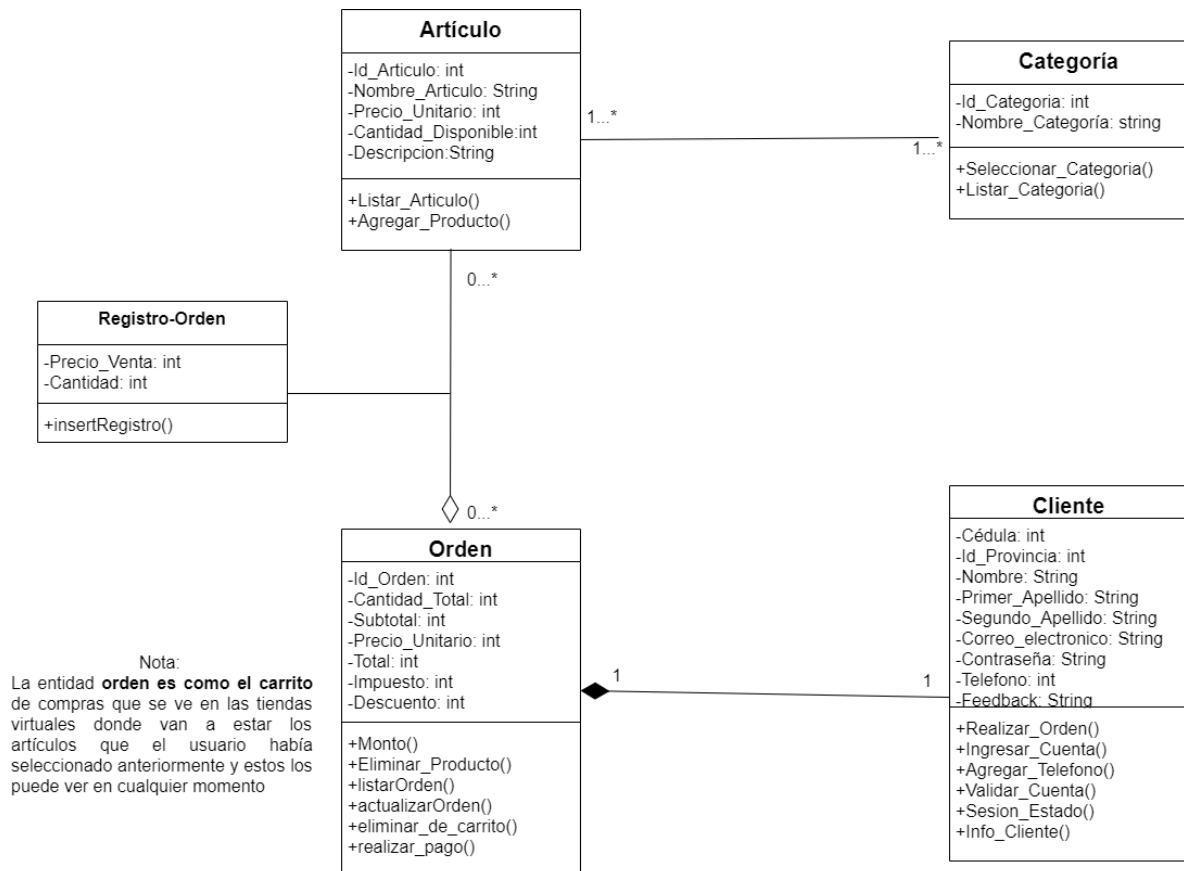 Artículo
-Id_Articulo: int
-Nombre_Articulo: String
-Precio_Unitario: int
-Cantidad_Disponible:int
-Descripcion:String
+Listar_Articulo()
+Agregar_Producto()
1...*
1...*
Categoría
-Id_Categoria: int
-Nombre_Categoría: string
+Seleccionar_Categoria()
+Listar_Categoria()
0...*
Registro-Orden
-Precio_Venta: int
-Cantidad: int
+insertRegistro()
0...*
Orden
-Id_Orden: int
-Cantidad_Total: int
-Subtotal: int
-Precio_Unitario: int
-Total: int
-Impuesto: int
-Descuento: int
+Monto()
+Eliminar_Producto()
+listarOrden()
+actualizarOrden()
+eliminar_de_carrito()
+realizar_pago()
1
1
Cliente
-Cédula: int
-Id_Provincia: int
-Nombre: String
-Primer_Apellido: String
-Segundo_Apellido: String
-Correo_electronico: String
-Contraseña: String
-Telefono: int
-Feedback: String
+Realizar_Orden()
+Ingresar_Cuenta()
+Agregar_Telefono()
+Validar_Cuenta()
+Sesion_Estado()
+Info_Cliente()
Nota:
La entidad orden es como el carrito
de compras que se ve en las tiendas
virtuales donde van a estar los
artículos que el usuario había
seleccionado anteriormente y estos los
puede ver en cualquier momento